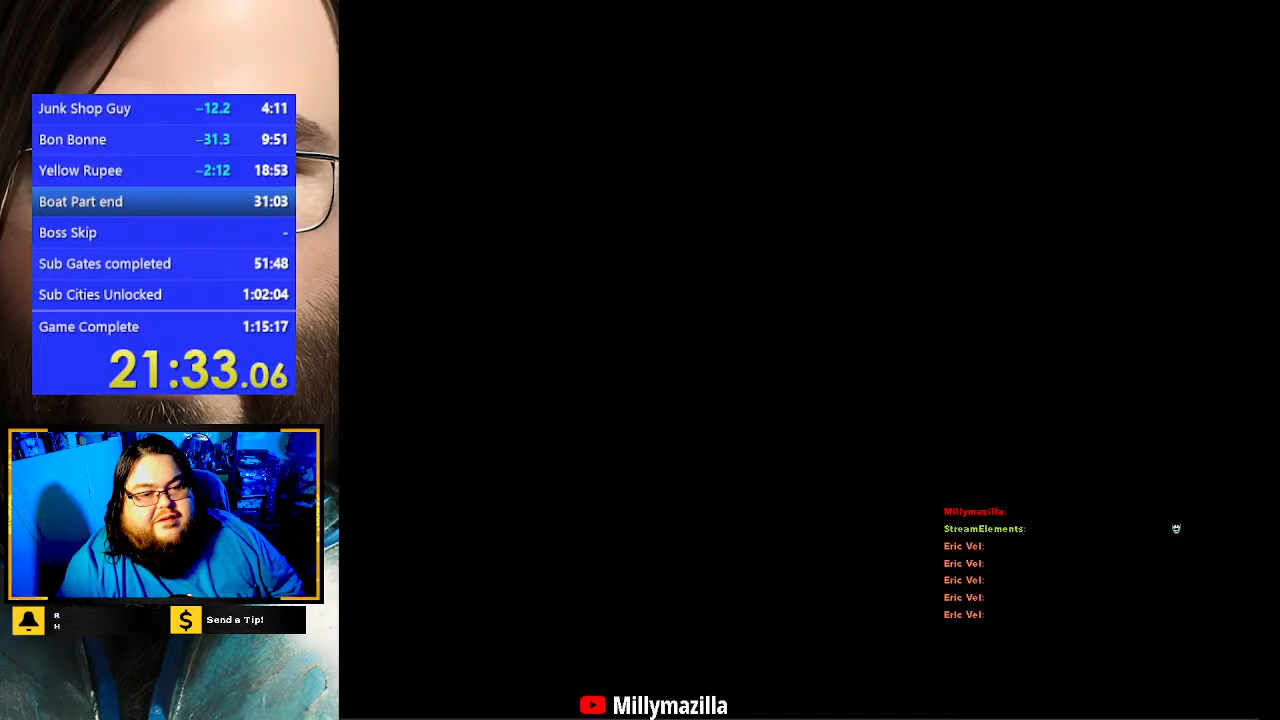 Junk Shop Guy −12.2 4:11
Bon Bonne −31.3 9:51
Yellow Rupee −2:12 18:53
Boat Part end 31:03
Boss Skip -
Sub Gates completed 51:48
Sub Cities Unlocked 1:02:04
Game Complete 1:15:17
21:33.06
R
H
$ Send a Tip!
Millymazilla:
StreamElements:
Eric Vel:
Eric Vel:
Eric Vel:
Eric Vel:
Eric Vel:
Millymazilla